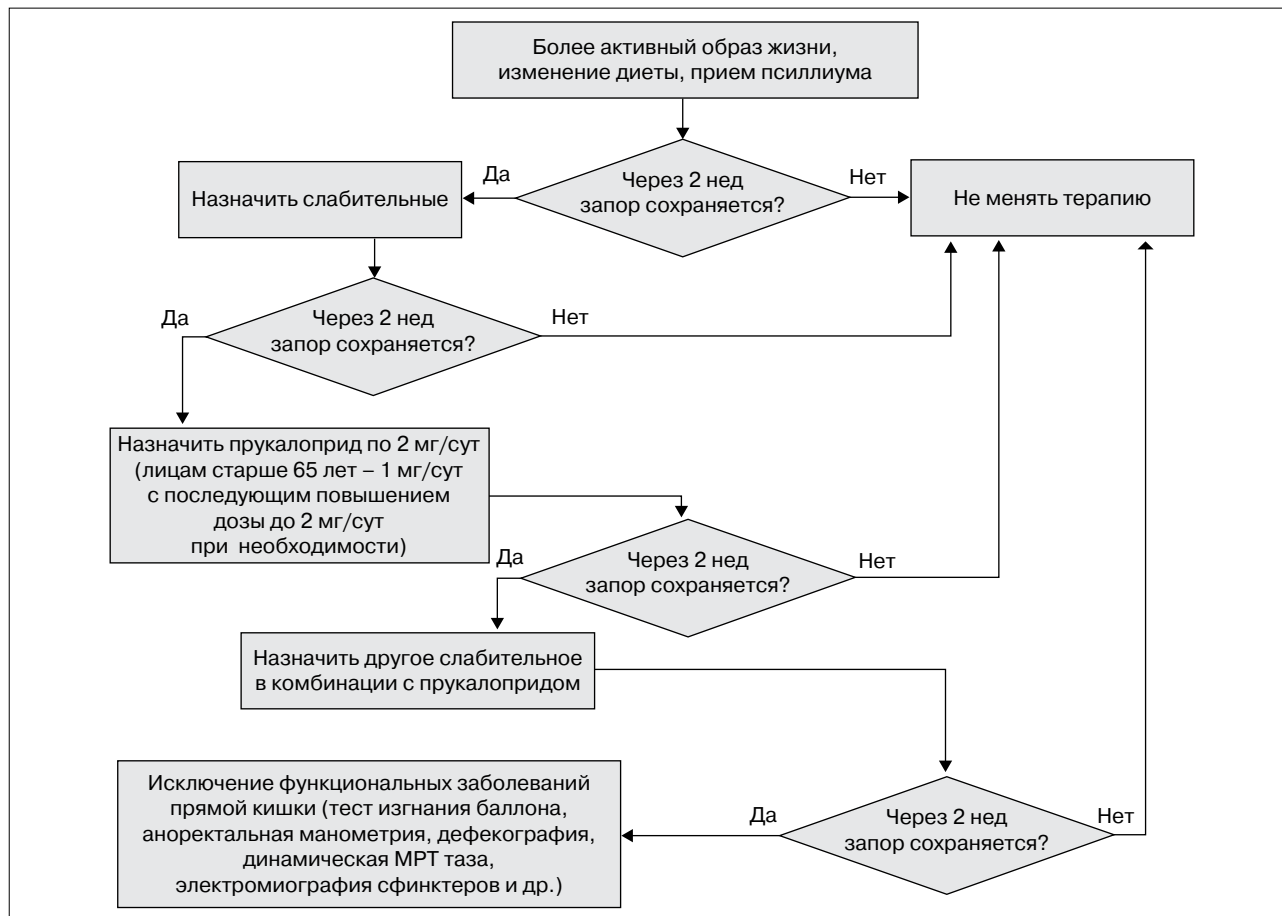 Более активный образ жизни,
изменение диеты, прием псиллиума
Да
Через 2 нед
запор сохраняется?
Нет
Назначить слабительные
Не менять терапию
Да
Через 2 нед
запор сохраняется?
Нет
Назначить прукалоприд по 2 мг/сут
(лицам старше 65 лет – 1 мг/сут
с последующим повышением
дозы до 2 мг/сут
при необходимости)
Да
Через 2 нед
запор сохраняется?
Нет
Назначить другое слабительное
в комбинации с прукалопридом
Исключение функциональных заболеваний
прямой кишки (тест изгнания баллона,
аноректальная манометрия, дефекография,
динамическая МРТ таза,
электромиография сфинктеров и др.)
Да
Через 2 нед
запор сохраняется?
Нет